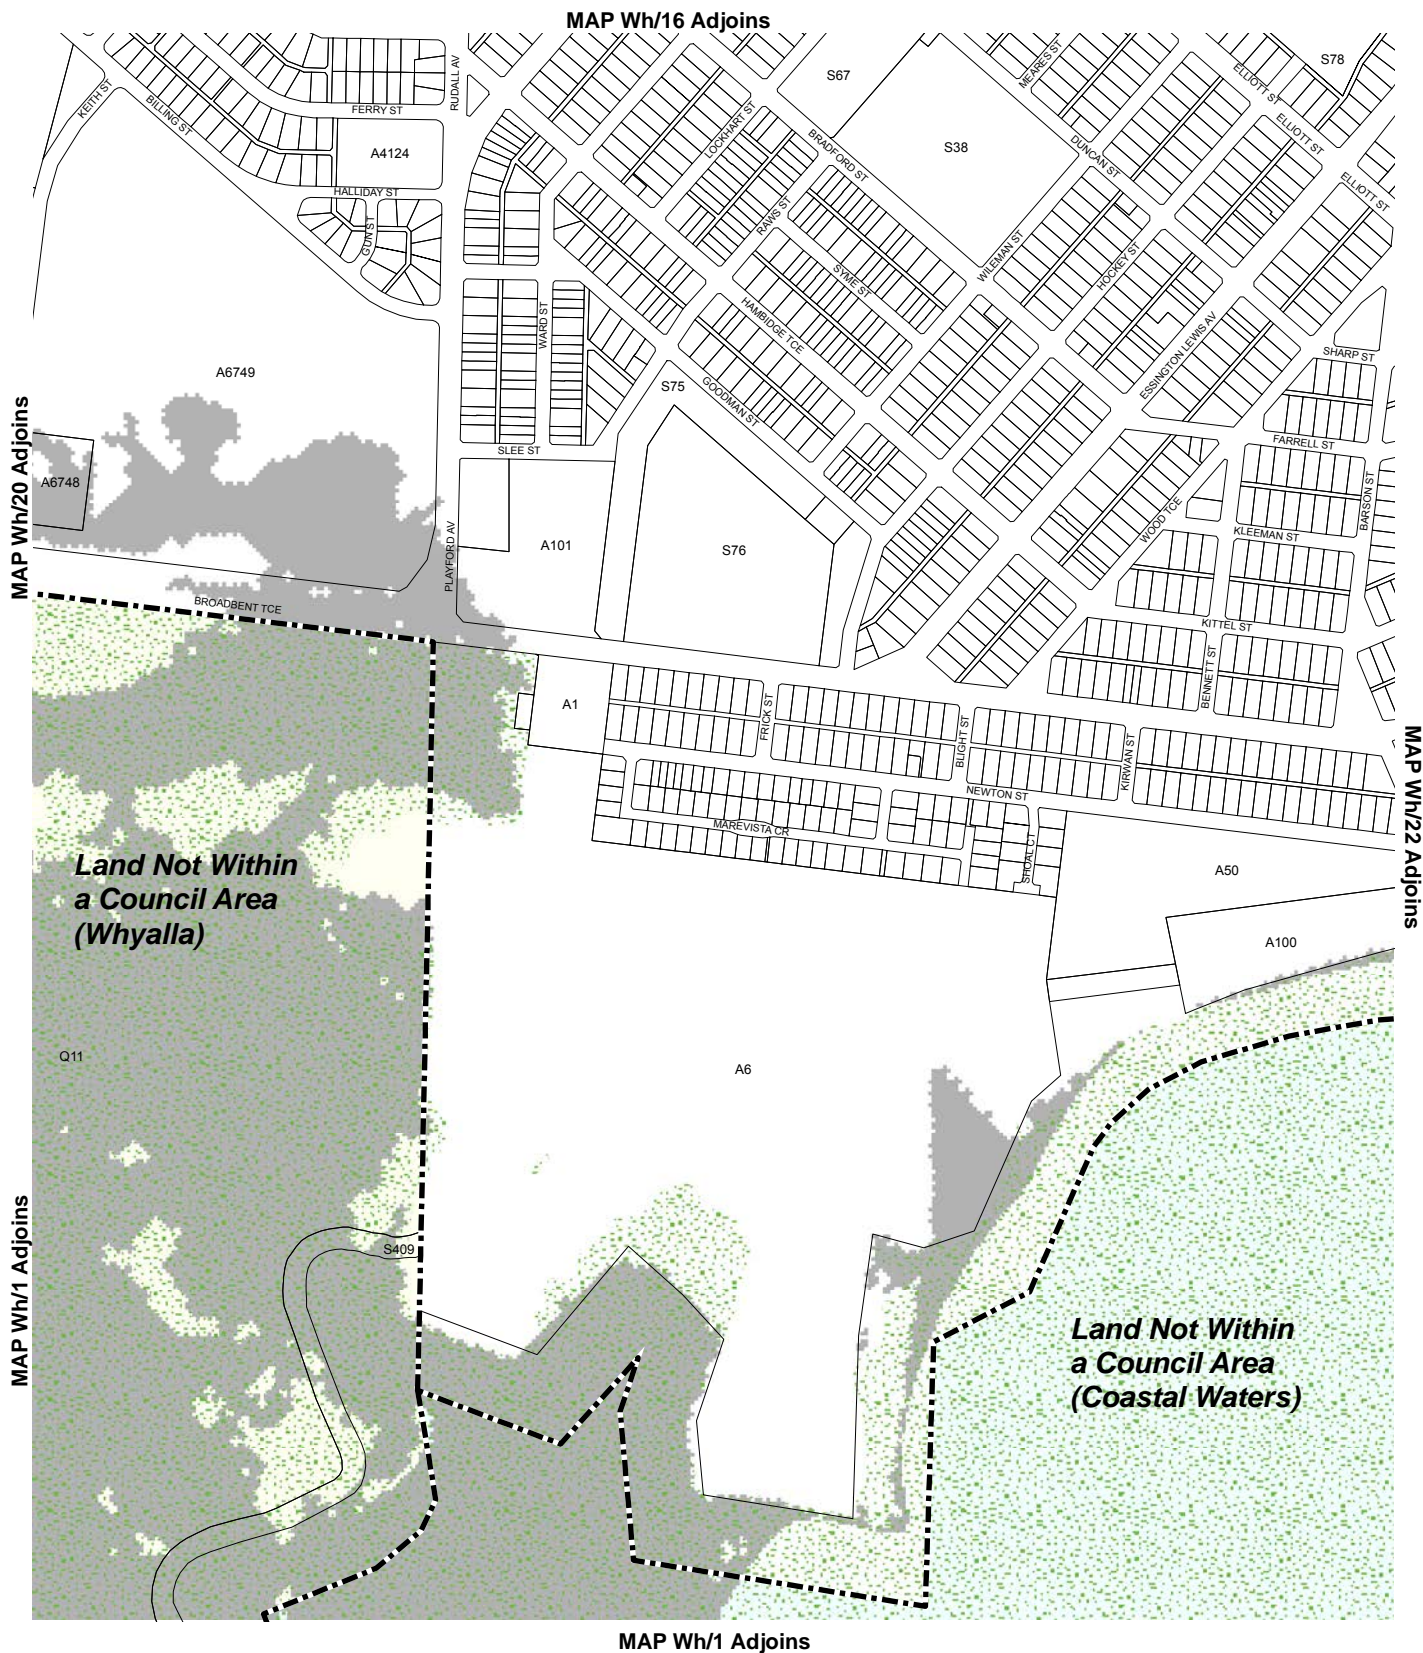 MAP Wh/16 Adjoins
S67
S78
KEITH ST
BILLING ST
FERRY ST
RUDALL AV
LOCKHART ST
BRADFORD ST
MEARES ST
ELLIOTT ST
ELLIOTT ST
ELLIOTT ST
A4124
S38
DUNCAN ST
HALLIDAY ST
GUN ST
RAWS ST
WILEMAN ST
HOCKEY ST
SYME ST
HAMBIDGE TCE
WARD ST
ESSINGTON LEWIS AV
SHARP ST
A6749
S75
GOODMAN ST
FARRELL ST
SLEE ST
BARSON ST
MAP Wh/20 Adjoins
A6748
PLAYFORD AV
A101
S76
WOOD TCE
KLEEMAN ST
BROADBENT TCE
KITTEL ST
BENNETT ST
A1
FRICK ST
BLIGHT ST
KIRWAN ST
NEWTON ST
MAREVISTA CR
SHOAL CT
MAP Wh/22 Adjoins
Land Not Within
a Council Area
(Whyalla)
A50
A100
Q11
A6
S409
MAP Wh/1 Adjoins
Land Not Within
a Council Area
(Coastal Waters)
MAP Wh/1 Adjoins